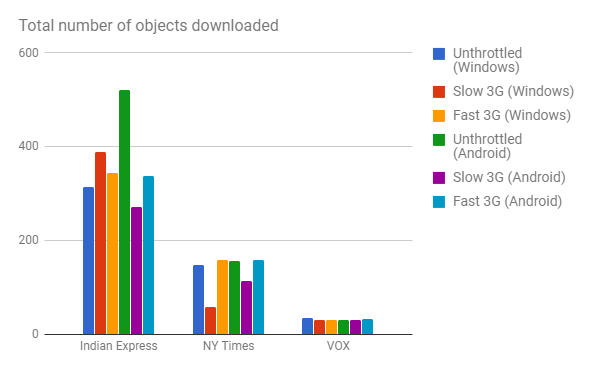 Total number of objects downloaded
600
400
200
0
Indian Express
NY Times
VOX
Unthrottled
(Windows)
Slow 3G (Windows)
Fast 3G (Windows)
Unthrottled
(Android)
Slow 3G (Android)
Fast 3G (Android)